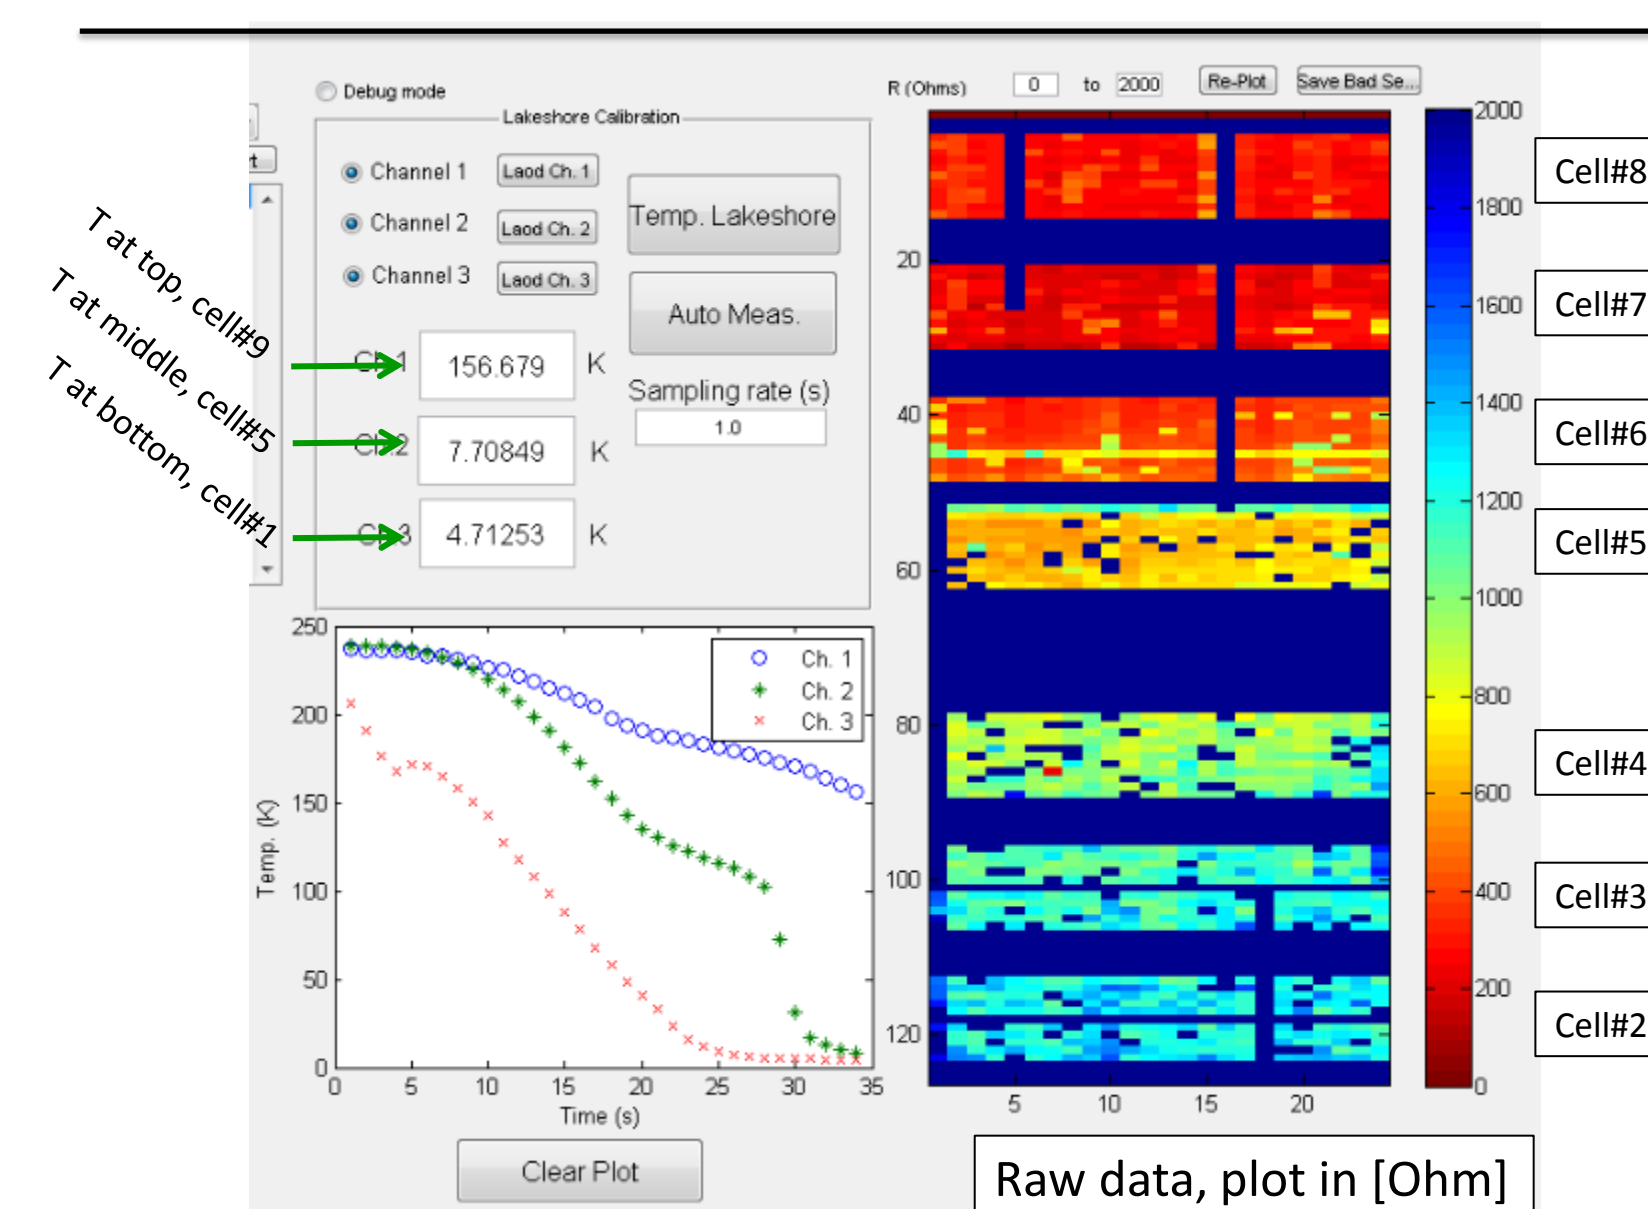 Debug mode
R (Ohms) 0 to 2000 Re-Plot Save Bad Se...
Lakeshore Calibration
t
Channel 1 Laod Ch. 1
Channel 2 Laod Ch. 2
Channel 3 Laod Ch. 3
Temp. Lakeshore
Auto Meas.
Sampling rate (s)
1.0
T at top, cell#9
T at middle, cell#5
T at bottom, cell#1
156.679 K
7.70849 K
4.71253 K
250
200
150
100
50
0
Temp. (K)
0 5 10 15 20 25 30 35
Time (s)
Ch. 1
Ch. 2
Ch. 3
Clear Plot
20
40
60
80
100
120
5 10 15 20
2000
1800
1600
1400
1200
1000
800
600
400
200
0
Cell#8
Cell#7
Cell#6
Cell#5
Cell#4
Cell#3
Cell#2
Raw data, plot in [Ohm]